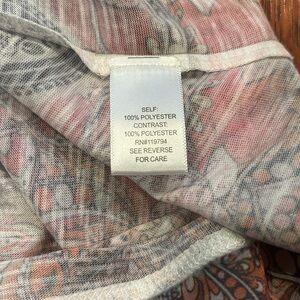 SELF:
100% POLYESTER
CONTRAST:
100% POLYESTER
RN#119794
SEE REVERSE
FOR CARE